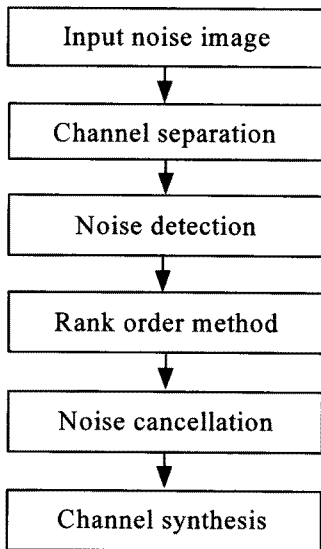 Input noise image
Channel separation
Noise detection
Rank order method
Noise cancellation
Channel synthesis